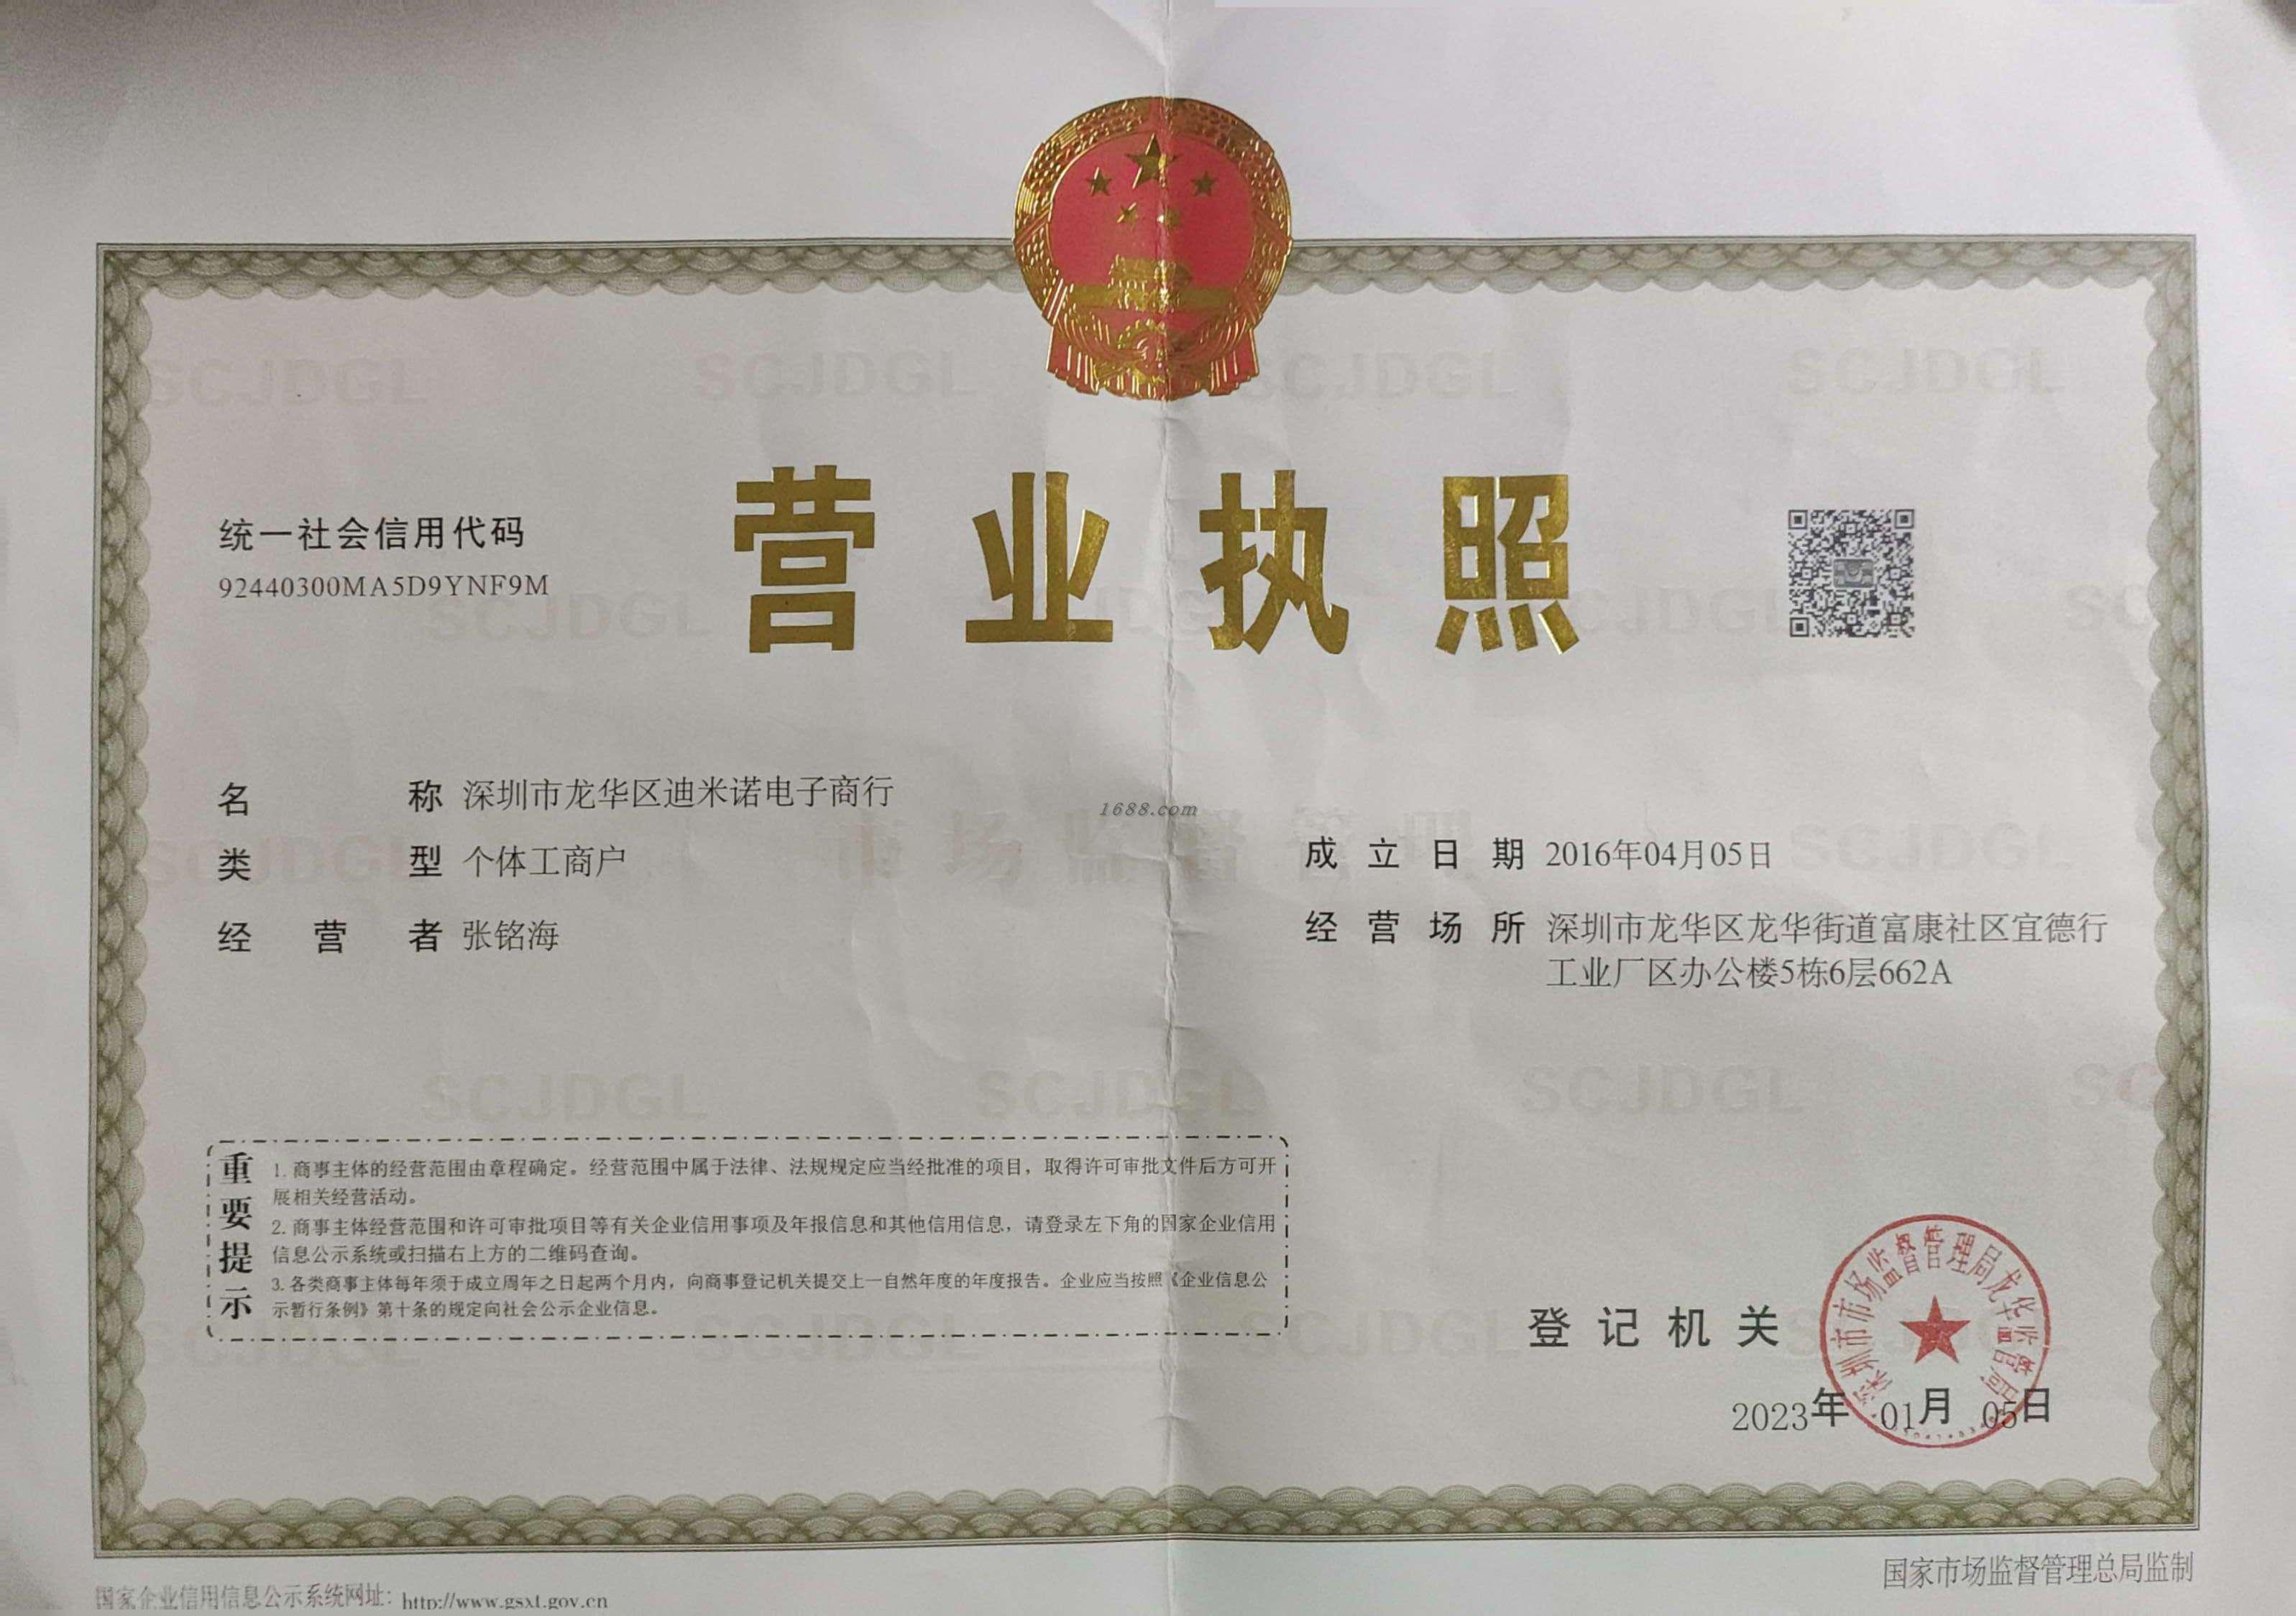 营业执照
统一社会信用代码
92440300MA5D9YNF9M
名称 深圳市龙华区迪米诺电子商行
类型 个体工商户
经营者 张铭海
1688.com
市场监督管理
成立日期 2016年04月05日
经营场所 深圳市龙华区龙华街道富康社区宜德行
工业厂区办公楼5栋6层662A
SCJDGL
重要提示
1. 商事主体的经营范围由章程确定。经营范围中属于法律、法规规定应当经批准的项目，取得许可审批文件后方可开
展相关经营活动。
2. 商事主体经营范围和许可审批项目等有关企业信用事项及年报信息和其他信用信息，请登录左下角的国家企业信用
信息公示系统或扫描右上方的二维码查询。
3. 各类商事主体每年须于成立周年之日起两个月内，向商事登记机关提交上一自然年度的年度报告。企业应当按照《企业信息公
示暂行条例》第十条的规定向社会公示企业信息。
登记机关
深圳市市场监督管理局龙华监管局
2023年01月05日
国家企业信用信息公示系统网址：http://www.gsxt.gov.cn
国家市场监督管理总局监制